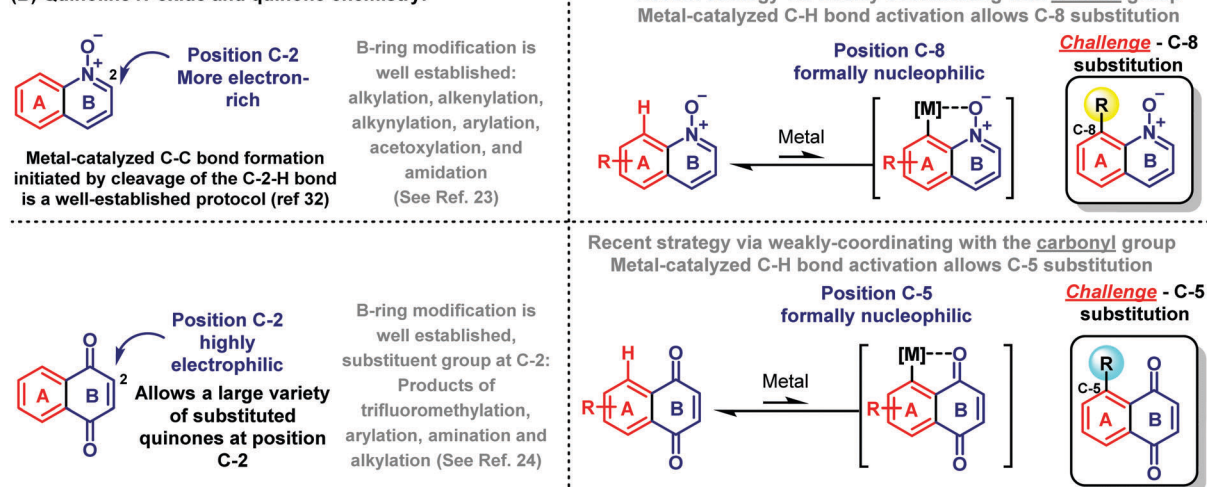 (B) Quinoline N-oxide and quinone chemistry:
Metal-catalyzed C-H bond activation allows C-8 substitution
O−
N+
2
A
B
Position C-2
More electron-
rich
Metal-catalyzed C-C bond formation
initiated by cleavage of the C-2-H bond
is a well-established protocol (ref 32)
B-ring modification is
well established:
alkylation, alkenylation,
alkynylation, arylation,
acetoxylation, and
amidation
(See Ref. 23)
Position C-8
formally nucleophilic
Challenge - C-8
substitution
H
O−
N+
R
A
B
Metal
[M]---O−
N+
R
A
B
R
C-8
O−
N+
A
B
Recent strategy via weakly-coordinating with the carbonyl group
Metal-catalyzed C-H bond activation allows C-5 substitution
O
2
A
B
O
Position C-2
highly
electrophilic
Allows a large variety
of substituted
quinones at position
C-2
B-ring modification is
well established,
substituent group at C-2:
Products of
trifluoromethylation,
arylation, amination and
alkylation (See Ref. 24)
Position C-5
formally nucleophilic
Challenge - C-5
substitution
H
O
R
A
B
O
Metal
[M]---O
R
A
B
O
R
C-5
O
A
B
O